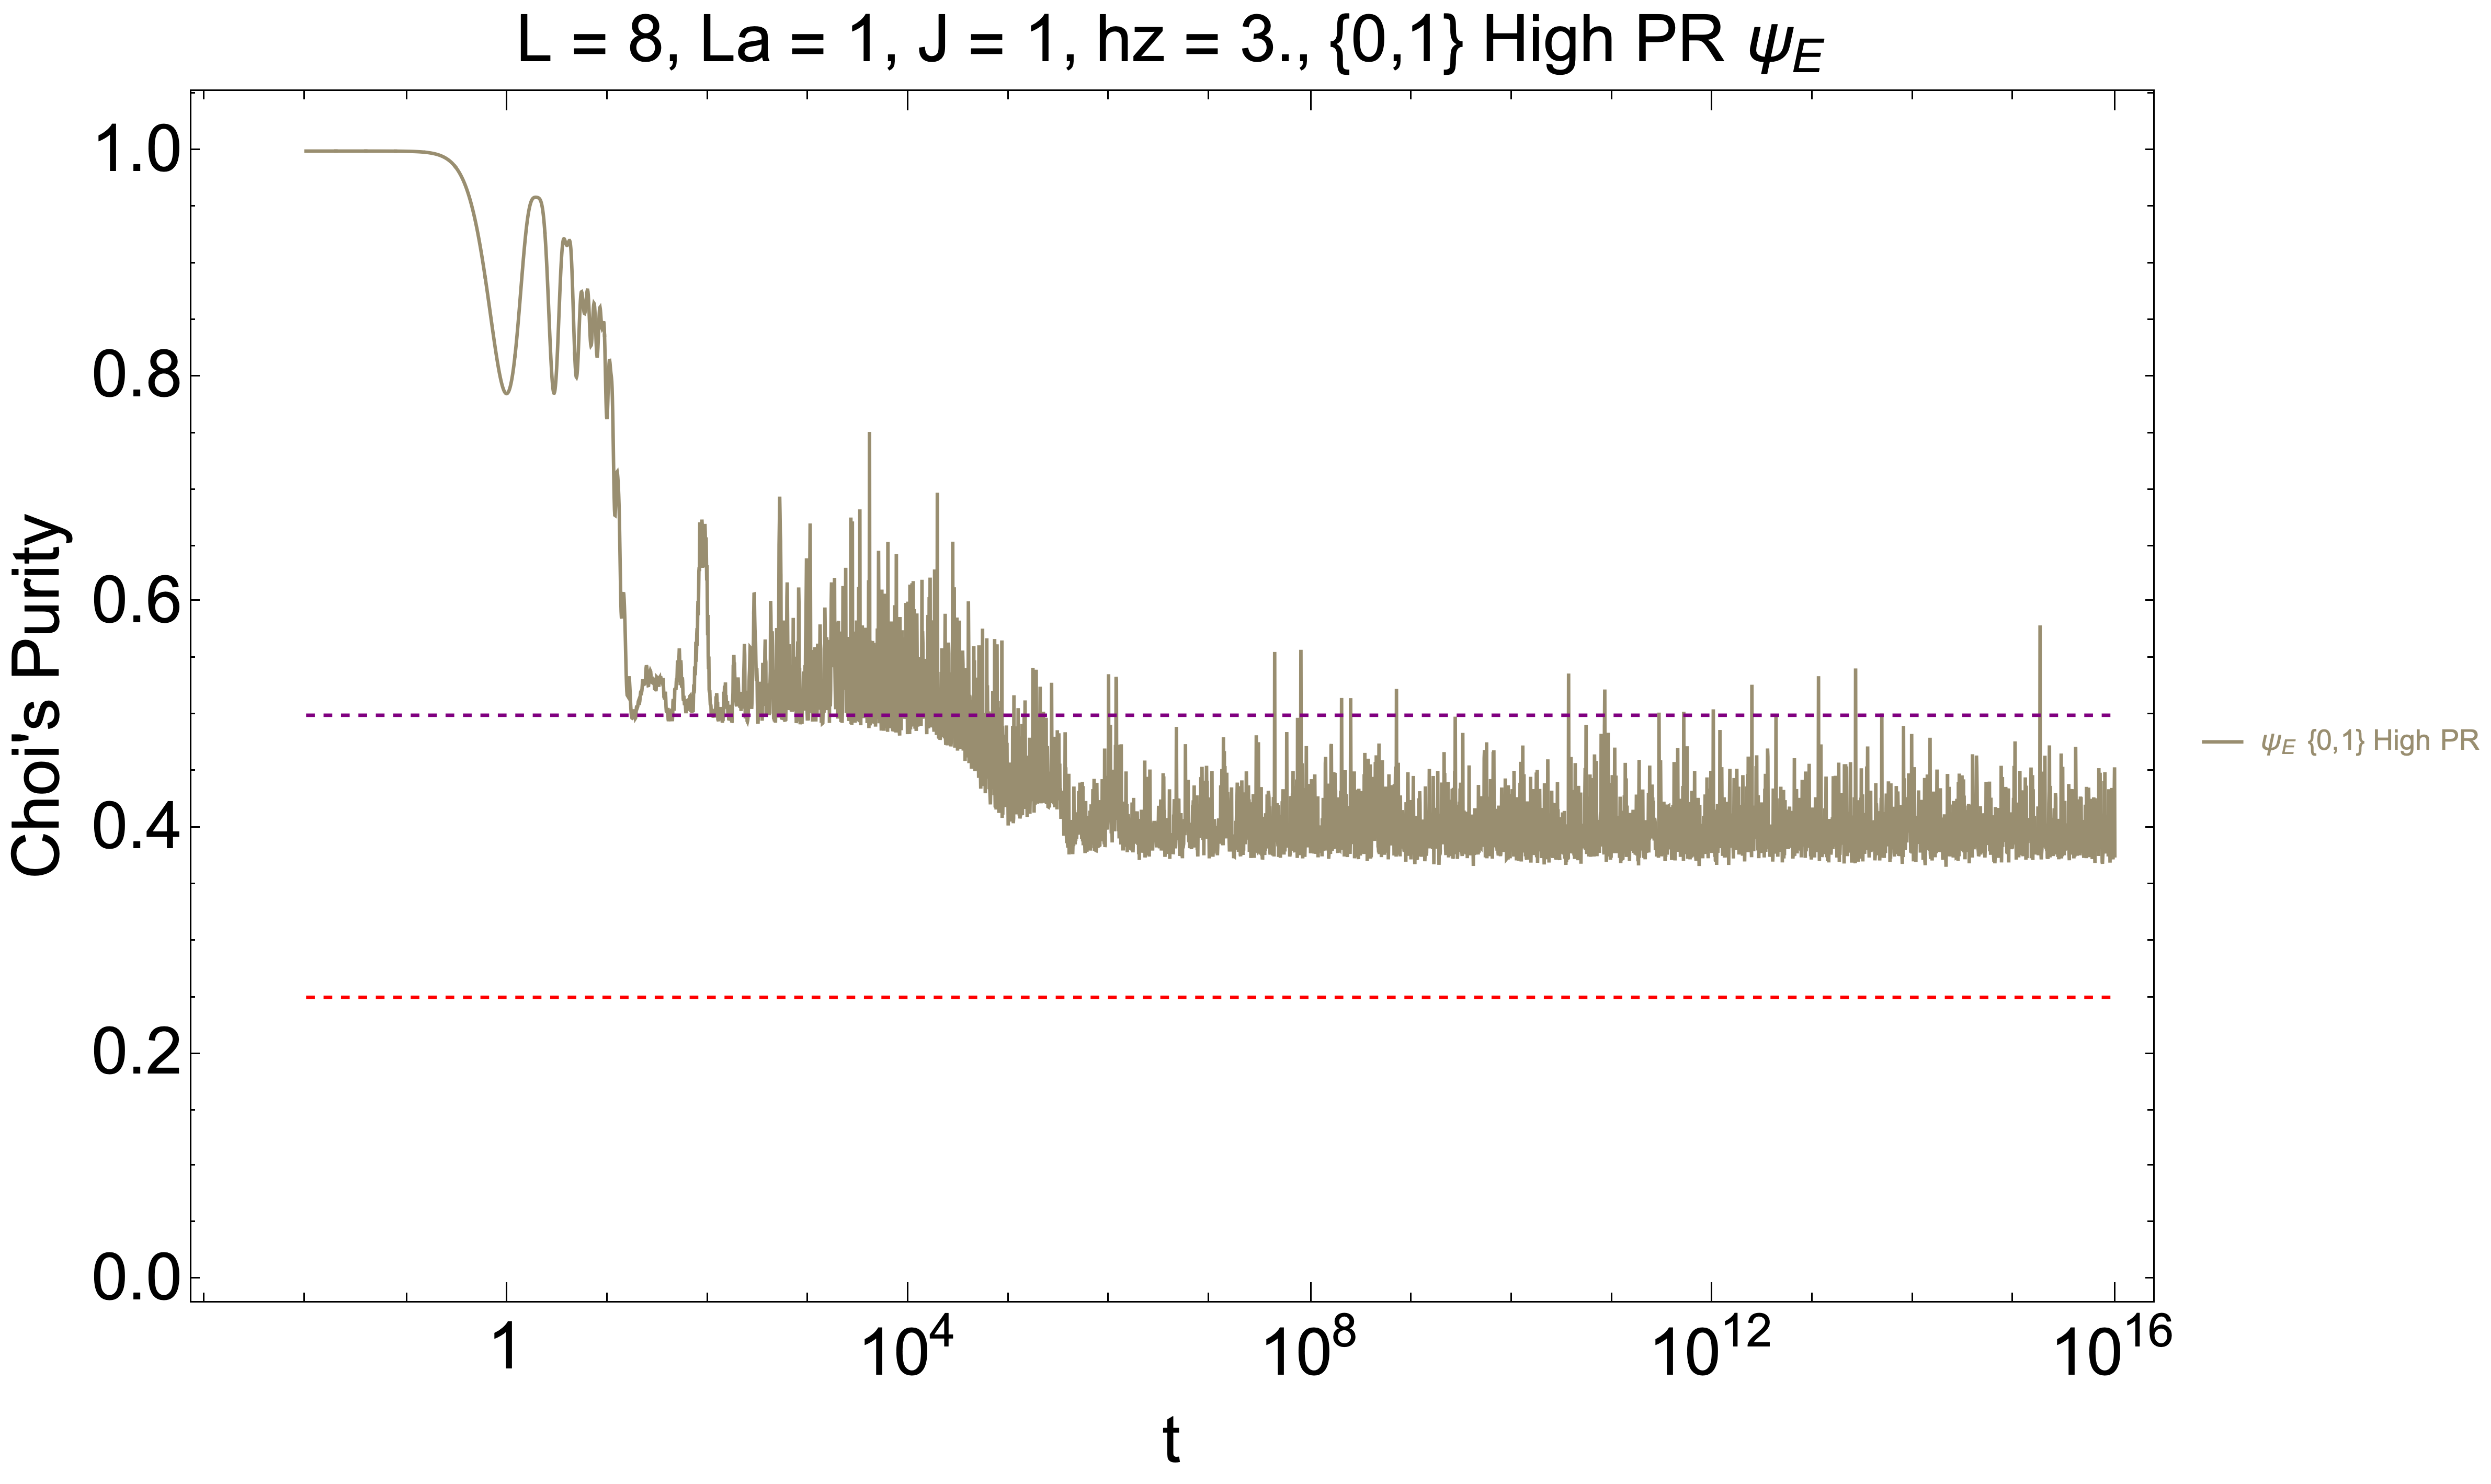 L = 8, La = 1, J = 1, hz = 3., {0,1} High PR ψE
Choi's Purity
1.0
0.8
0.6
0.4
0.2
0.0
1
10^4
10^8
10^12
10^16
t
ψE {0,1} High PR